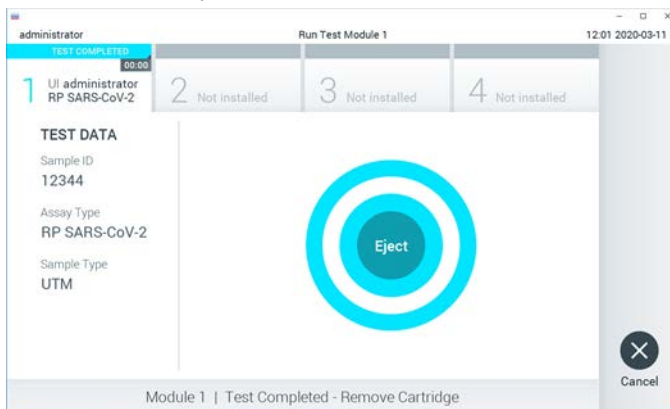 administrator Run Test Module 1 12:01 2020-03-11
TEST COMPLETED
00:00
1 UI administrator
RP SARS-CoV-2
2 Not installed
3 Not installed
4 Not installed
TEST DATA
Sample ID
12344
Assay Type
RP SARS-CoV-2
Sample Type
UTM
Eject
Cancel
Module 1 | Test Completed - Remove Cartridge